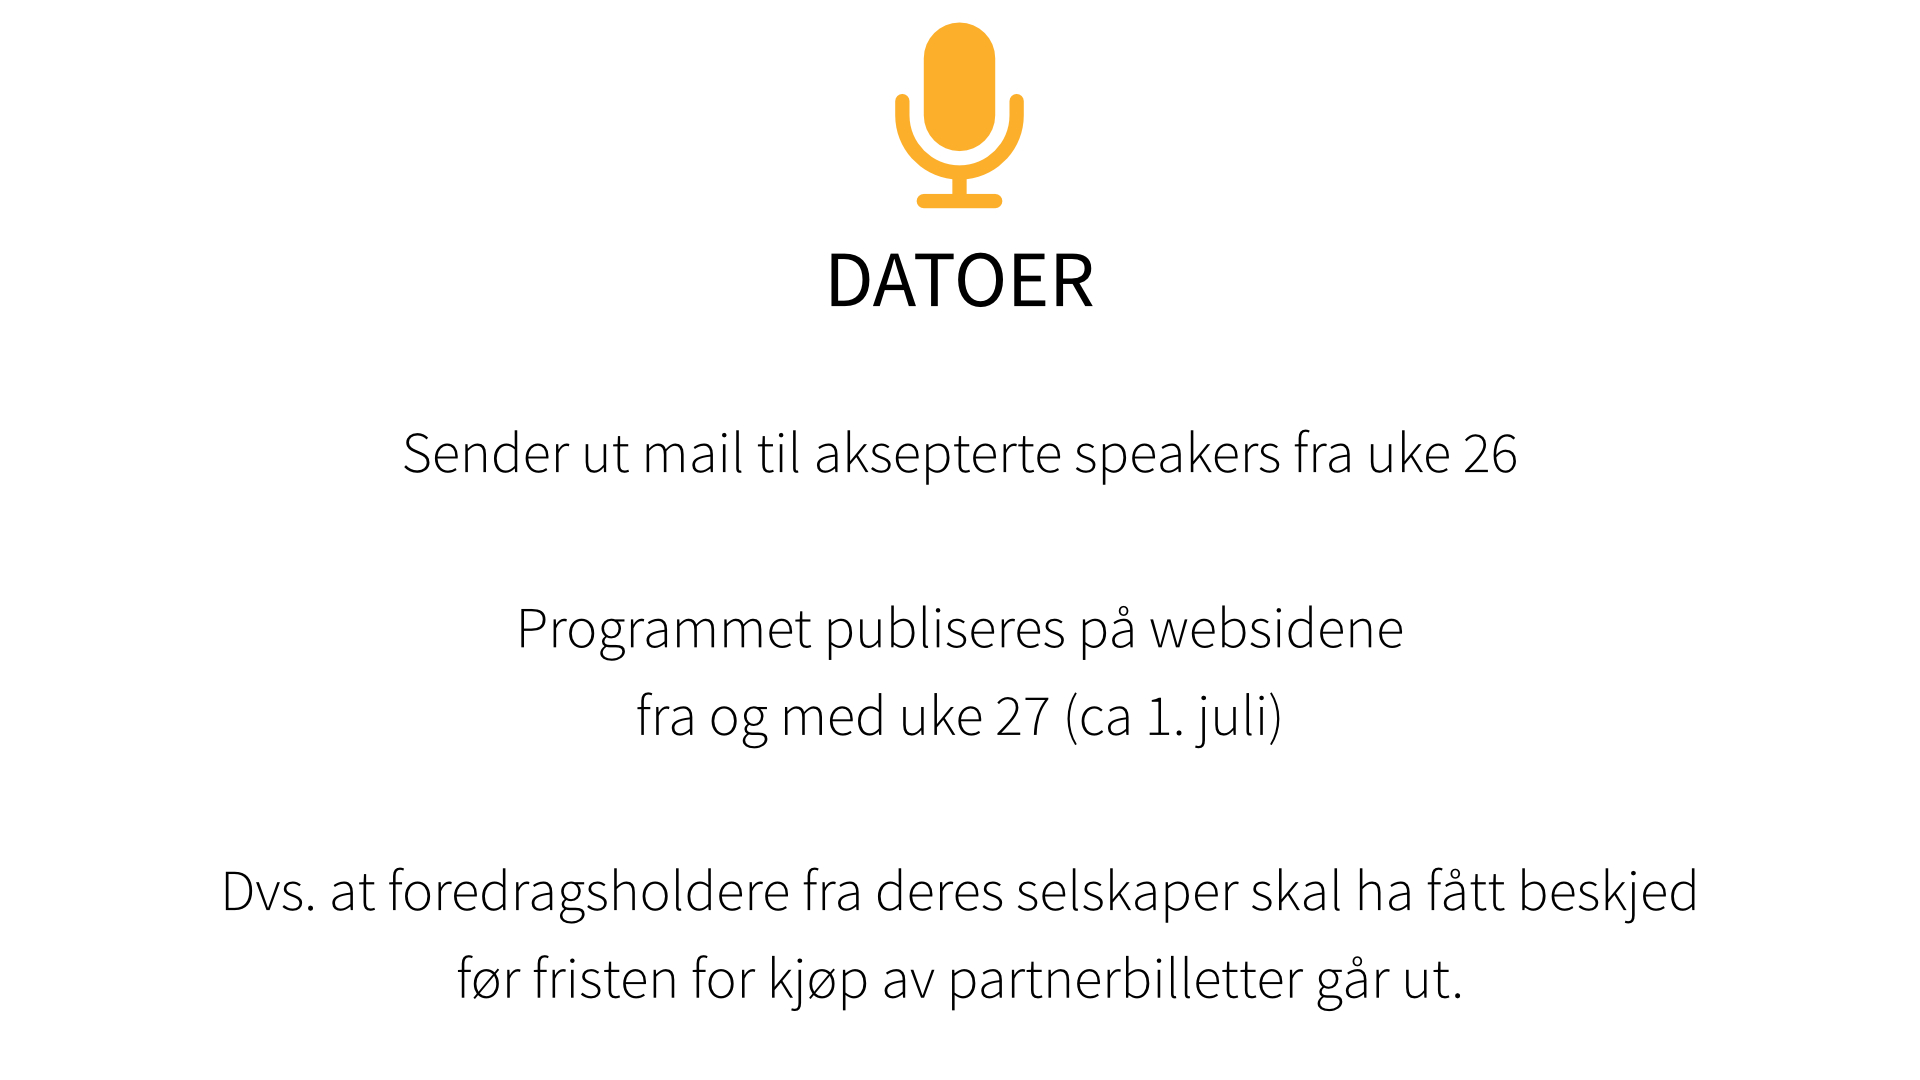 DATOER
Sender ut mail til aksepterte speakers fra uke 26
Programmet publiseres på websidene
fra og med uke 27 (ca 1. juli)
Dvs. at foredragsholdere fra deres selskaper skal ha fått beskjed
før fristen for kjøp av partnerbilletter går ut.